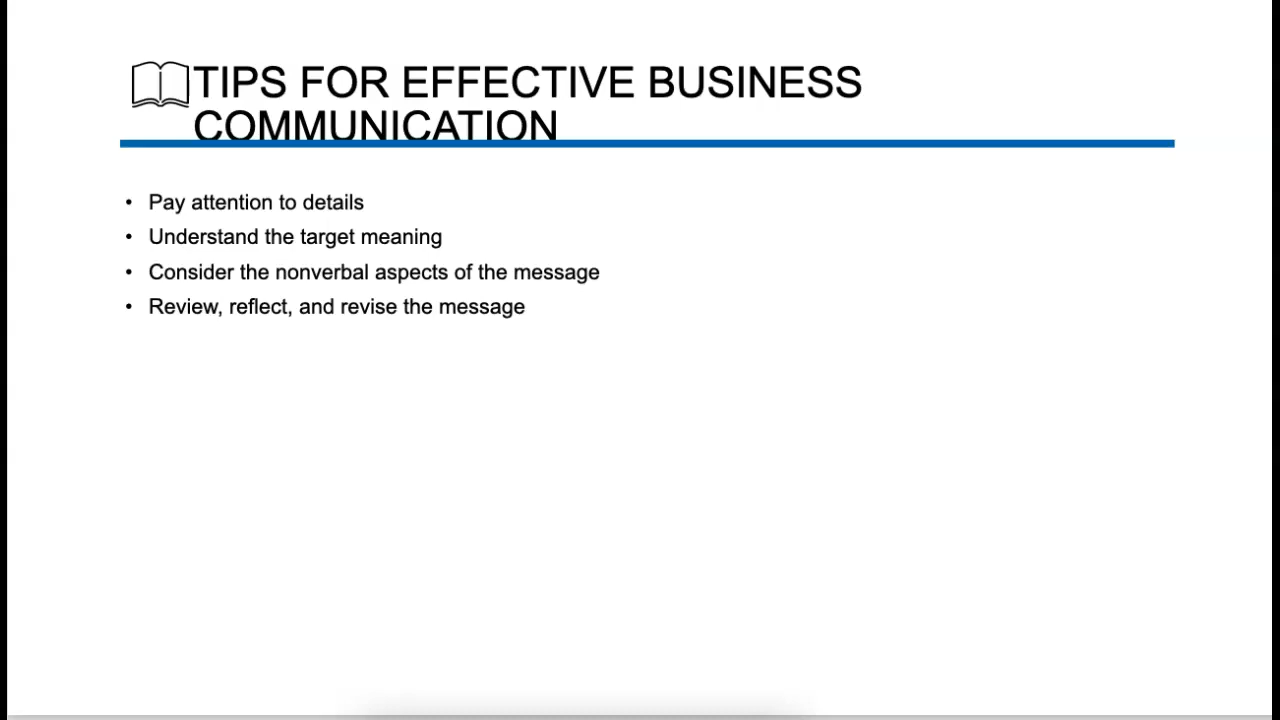 TIPS FOR EFFECTIVE BUSINESS
COMMUNICATION
• Pay attention to details
• Understand the target meaning
• Consider the nonverbal aspects of the message
• Review, reflect, and revise the message